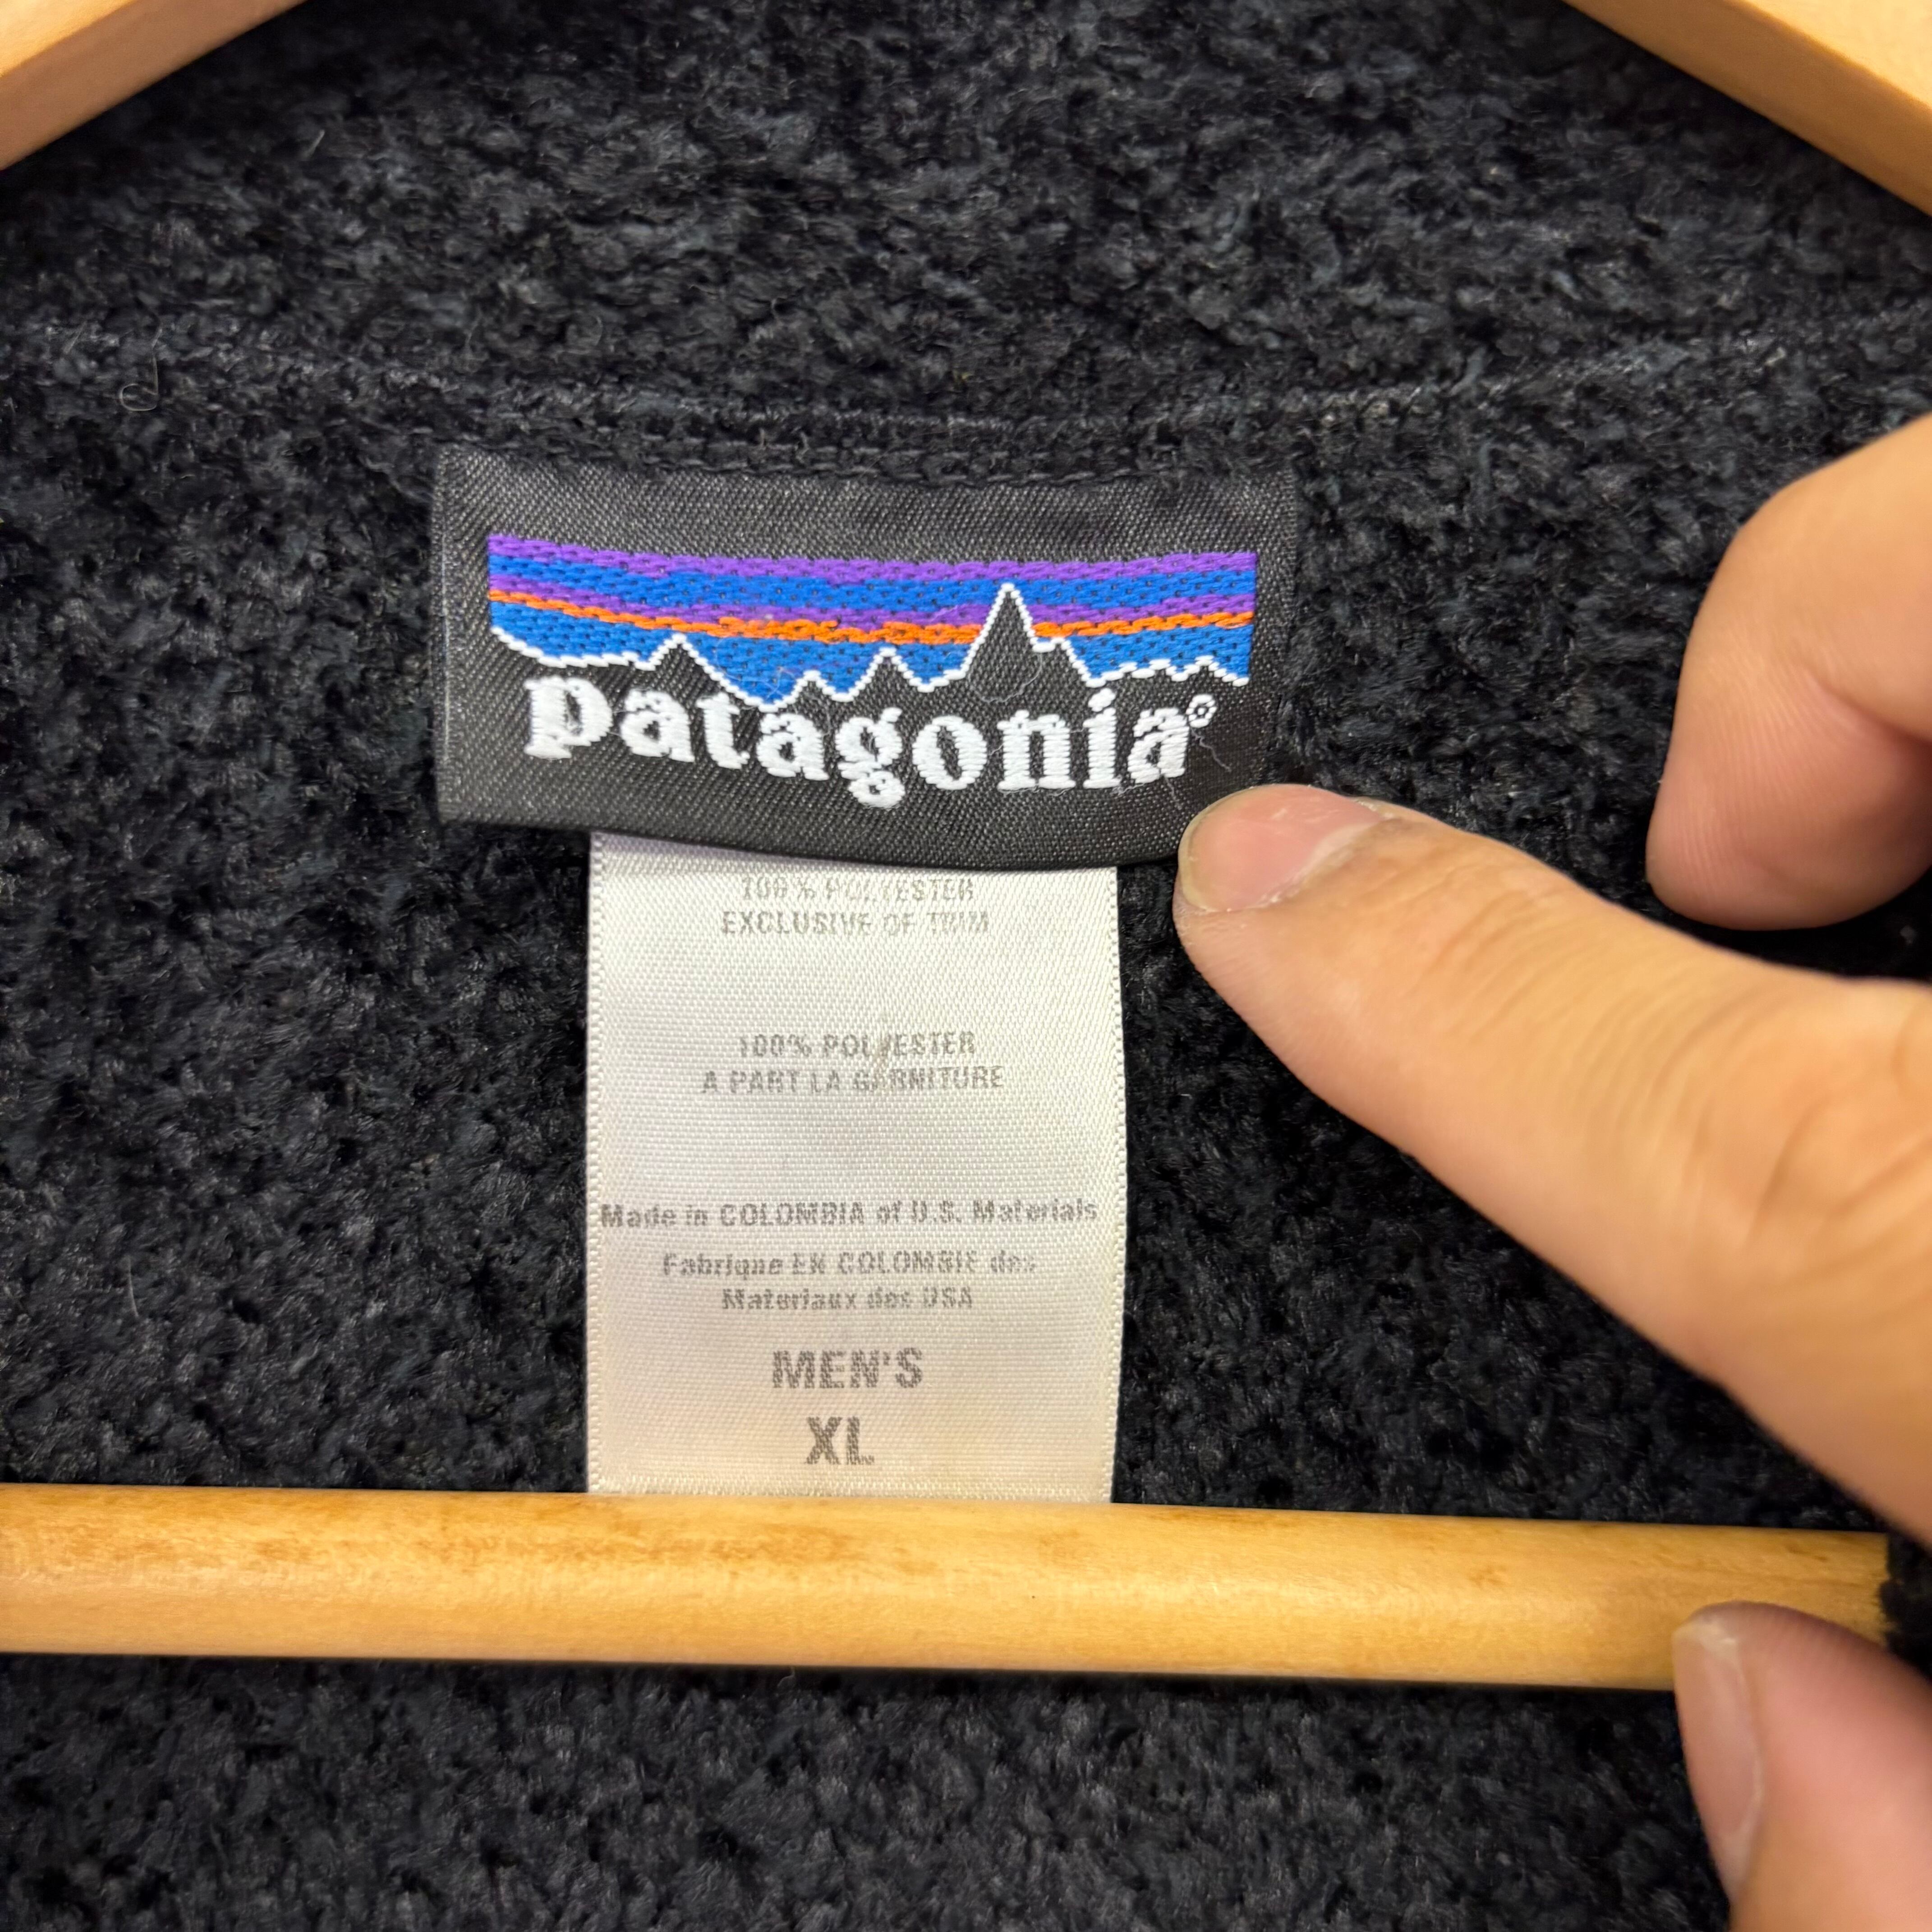 patagonia®
100% POLYESTER
EXCLUSIVE OF TRIM
100% POLYESTER
A PART LA GARNITURE
Made in COLOMBIA of U.S. Materials
Fabrique EN COLOMBIE des
Materiaux des USA
MEN'S
XL